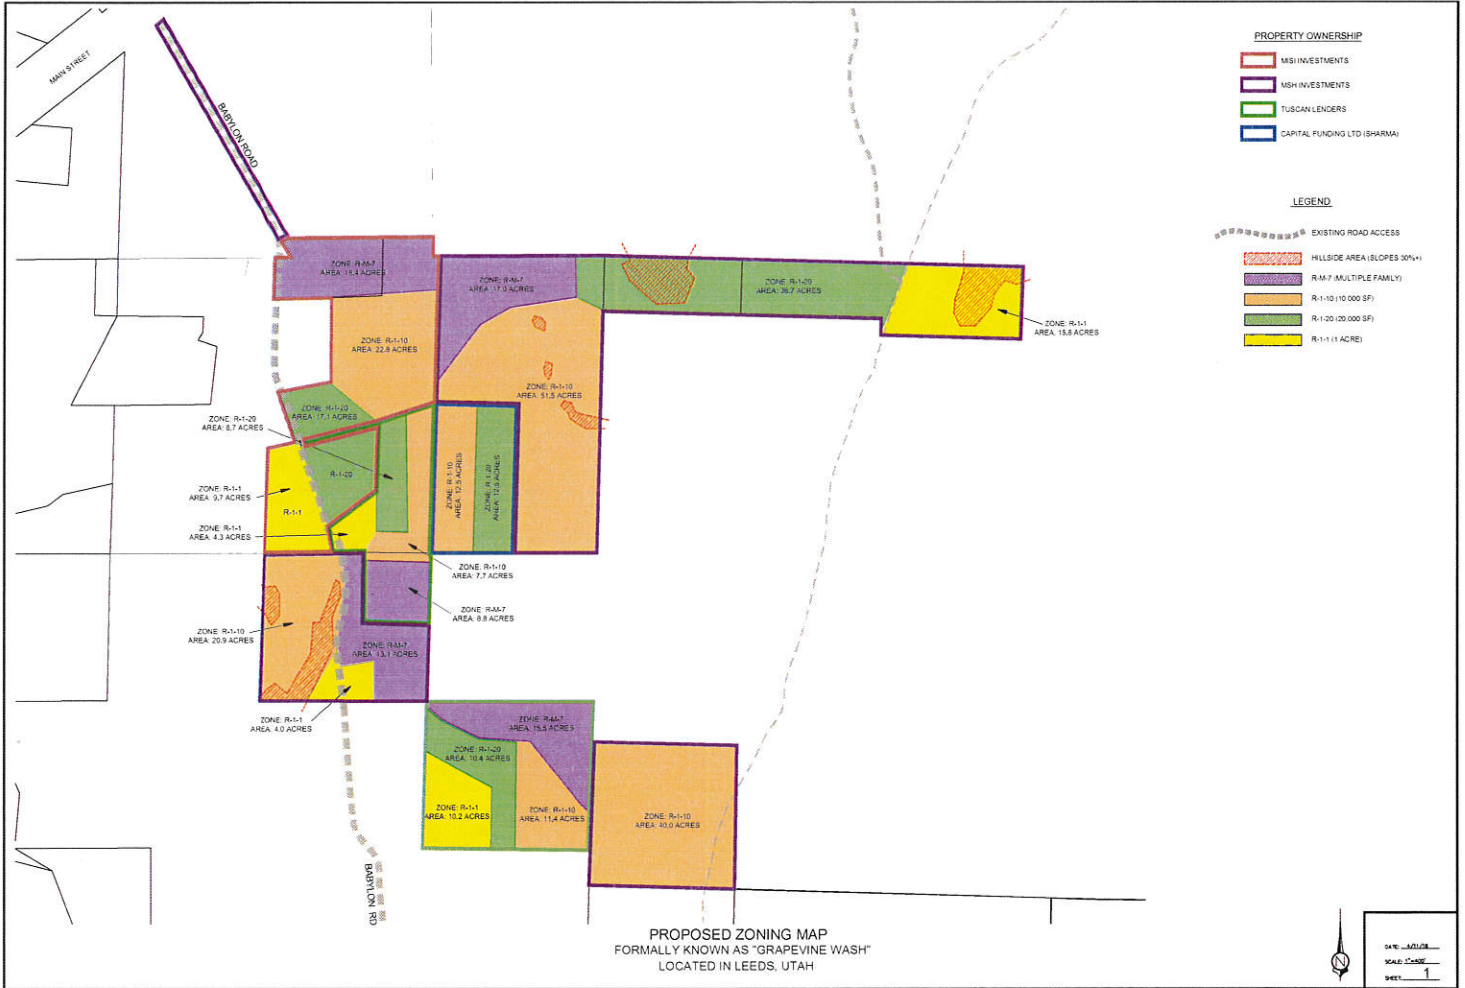 PROPERTY OWNERSHIP
MISI INVESTMENTS
MSH INVESTMENTS
TUSCAN LENDERS
CAPITAL FUNDING LTD (SHARMA)
LEGEND
EXISTING ROAD ACCESS
HILLSIDE AREA (SLOPES 30%+)
R-M-7 (MULTIPLE FAMILY)
R-1-10 (10,000 SF)
R-1-20 (20,000 SF)
R-1-1 (1 ACRE)
MAIN STREET
BABYLON ROAD
ZONE: R-M-7
AREA: 18.4 ACRES
ZONE: R-M-7
AREA: 17.0 ACRES
ZONE: R-1-20
AREA: 36.7 ACRES
ZONE: R-1-1
AREA: 15.8 ACRES
ZONE: R-1-10
AREA: 22.8 ACRES
ZONE: R-1-10
AREA: 51.5 ACRES
ZONE: R-1-20
AREA: 17.1 ACRES
ZONE: R-1-20
AREA: 8.7 ACRES
R-1-20
ZONE: R-1-10
AREA: 12.5 ACRES
ZONE: R-1-20
AREA: 12.5 ACRES
ZONE: R-1-1
AREA: 9.7 ACRES
R-1-1
ZONE: R-1-1
AREA: 4.3 ACRES
ZONE: R-1-10
AREA: 7.7 ACRES
ZONE: R-M-7
AREA: 8.8 ACRES
ZONE: R-1-10
AREA: 20.9 ACRES
ZONE: R-M-7
AREA: 13.1 ACRES
ZONE: R-1-1
AREA: 4.0 ACRES
ZONE: R-M-7
AREA: 15.5 ACRES
ZONE: R-1-20
AREA: 10.4 ACRES
ZONE: R-1-1
AREA: 10.2 ACRES
ZONE: R-1-10
AREA: 11.4 ACRES
ZONE: R-1-10
AREA: 40.0 ACRES
BABYLON RD
PROPOSED ZONING MAP
FORMALLY KNOWN AS "GRAPEVINE WASH"
LOCATED IN LEEDS, UTAH
N
DATE:
SCALE: 1"=400'
SHEET: 1